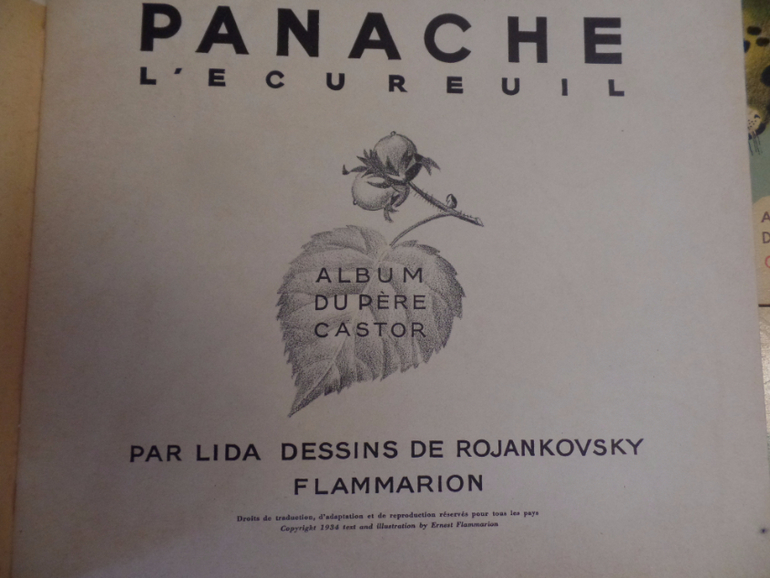 PANACHE
L'ECUREUIL
ALBUM
DU PÈRE
CASTOR
PAR LIDA DESSINS DE ROJANKOVSKY
FLAMMARION
Droits de traduction, d'adaptation et de reproduction réservés pour tous les pays
Copyright 1934 text and illustration by Ernest Flammarion